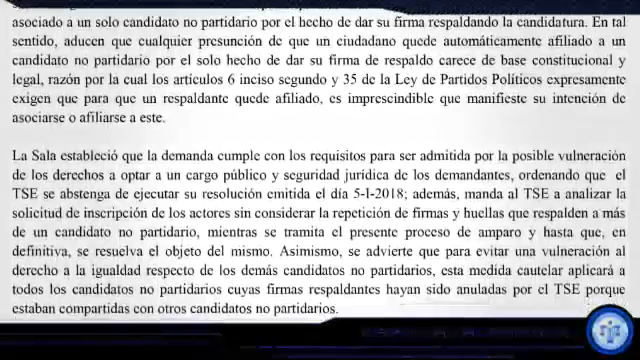 asociado a un solo candidato no partidario por el hecho de dar su firma respaldando la candidatura. En tal
sentido, aducen que cualquier presunción de que un ciudadano quede automáticamente afiliado a un
candidato no partidario por el solo hecho de dar su firma de respaldo carece de base constitucional y
legal, razón por la cual los artículos 6 inciso segundo y 35 de la Ley de Partidos Políticos expresamente
exigen que para que un respaldante quede afiliado, es imprescindible que manifieste su intención de
asociarse o afiliarse a este.
La Sala estableció que la demanda cumple con los requisitos para ser admitida por la posible vulneración
de los derechos a optar a un cargo público y seguridad jurídica de los demandantes, ordenando que el
TSE se abstenga de ejecutar su resolución emitida el día 5-I-2018; además, manda al TSE a analizar la
solicitud de inscripción de los actores sin considerar la repetición de firmas y huellas que respalden a más
de un candidato no partidario, mientras se tramita el presente proceso de amparo y hasta que, en
definitiva, se resuelva el objeto del mismo. Asimismo, se advierte que para evitar una vulneración al
derecho a la igualdad respecto de los demás candidatos no partidarios, esta medida cautelar aplicará a
todos los candidatos no partidarios cuyas firmas respaldantes hayan sido anuladas por el TSE porque
estaban compartidas con otros candidatos no partidarios.